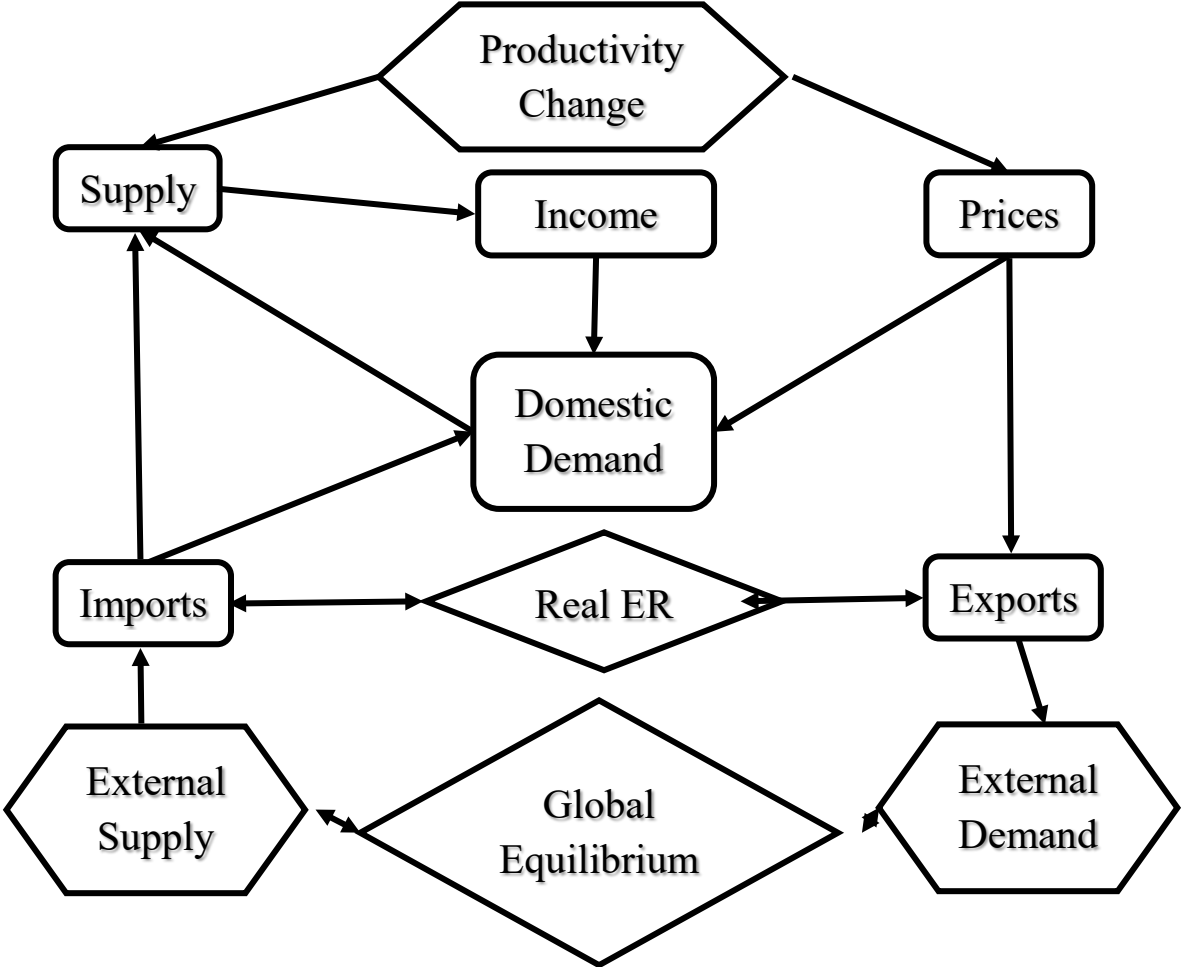 Productivity
Change
Supply
Income
Prices
Domestic
Demand
Imports
Real ER
Exports
External
Supply
Global
Equilibrium
External
Demand